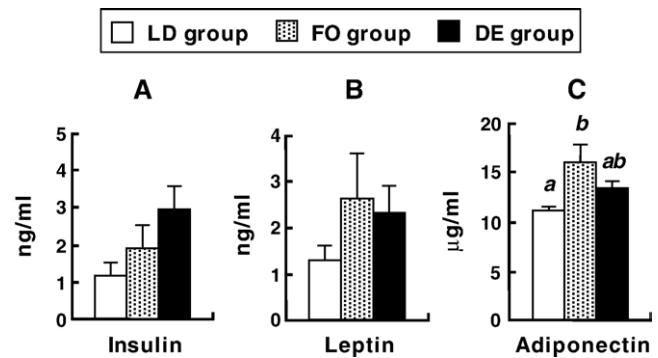 LD group FO group DE group
A B C
5
4
3
2
1
0
ng/ml
Insulin
4
3
2
1
0
ng/ml
Leptin
20
15
10
5
0
μg/ml
a b ab
Adiponectin